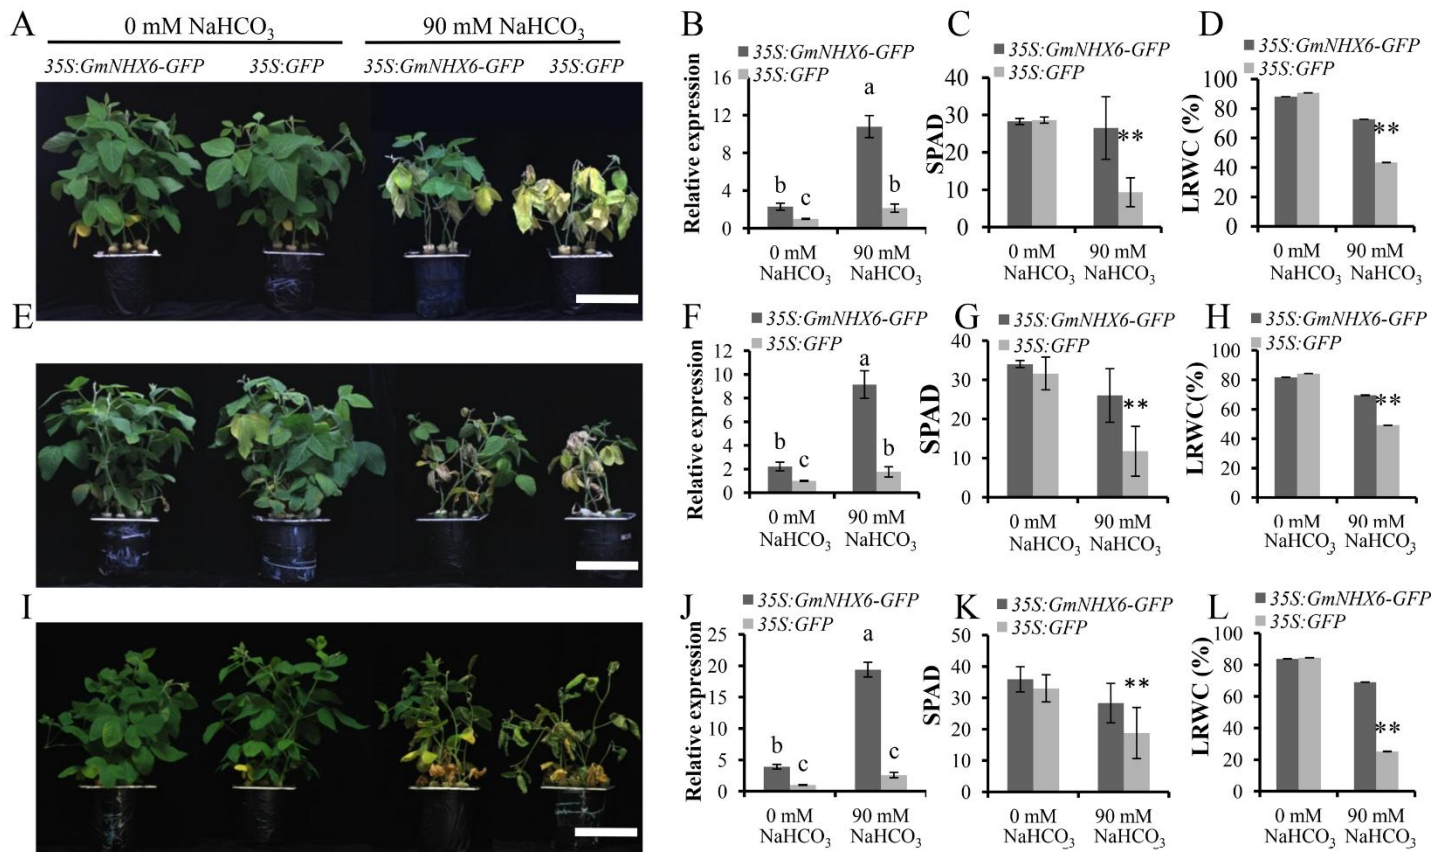 A
0 mM NaHCO₃
90 mM NaHCO₃
35S:GmNHX6-GFP
35S:GFP
35S:GmNHX6-GFP
35S:GFP
B
35S:GmNHX6-GFP
35S:GFP
Relative expression
16
12
8
4
0
b
c
a
b
0 mM
90 mM
NaHCO₃
NaHCO₃
C
35S:GmNHX6-GFP
35S:GFP
SPAD
40
30
20
10
0
**
0 mM
90 mM
NaHCO₃
NaHCO₃
D
35S:GmNHX6-GFP
35S:GFP
LRWC (%)
100
80
60
40
20
0
**
0 mM
90 mM
NaHCO₃
NaHCO₃
E
F
35S:GmNHX6-GFP
35S:GFP
Relative expression
12
10
8
6
4
2
0
b
c
a
b
0 mM
90 mM
NaHCO₃
NaHCO₃
G
35S:GmNHX6-GFP
35S:GFP
SPAD
40
30
20
10
0
**
0 mM
90 mM
NaHCO₃
NaHCO₃
H
35S:GmNHX6-GFP
35S:GFP
LRWC(%)
100
80
60
40
20
0
**
0 mM
90 mM
NaHCO₃
NaHCO₃
I
J
35S:GmNHX6-GFP
35S:GFP
Relative expression
25
20
15
10
5
0
b
c
a
c
0 mM
90 mM
NaHCO₃
NaHCO₃
K
35S:GmNHX6-GFP
35S:GFP
SPAD
50
40
30
20
10
0
**
0 mM
90 mM
NaHCO₃
NaHCO₃
L
35S:GmNHX6-GFP
35S:GFP
LRWC (%)
100
80
60
40
20
0
**
0 mM
90 mM
NaHCO₃
NaHCO₃